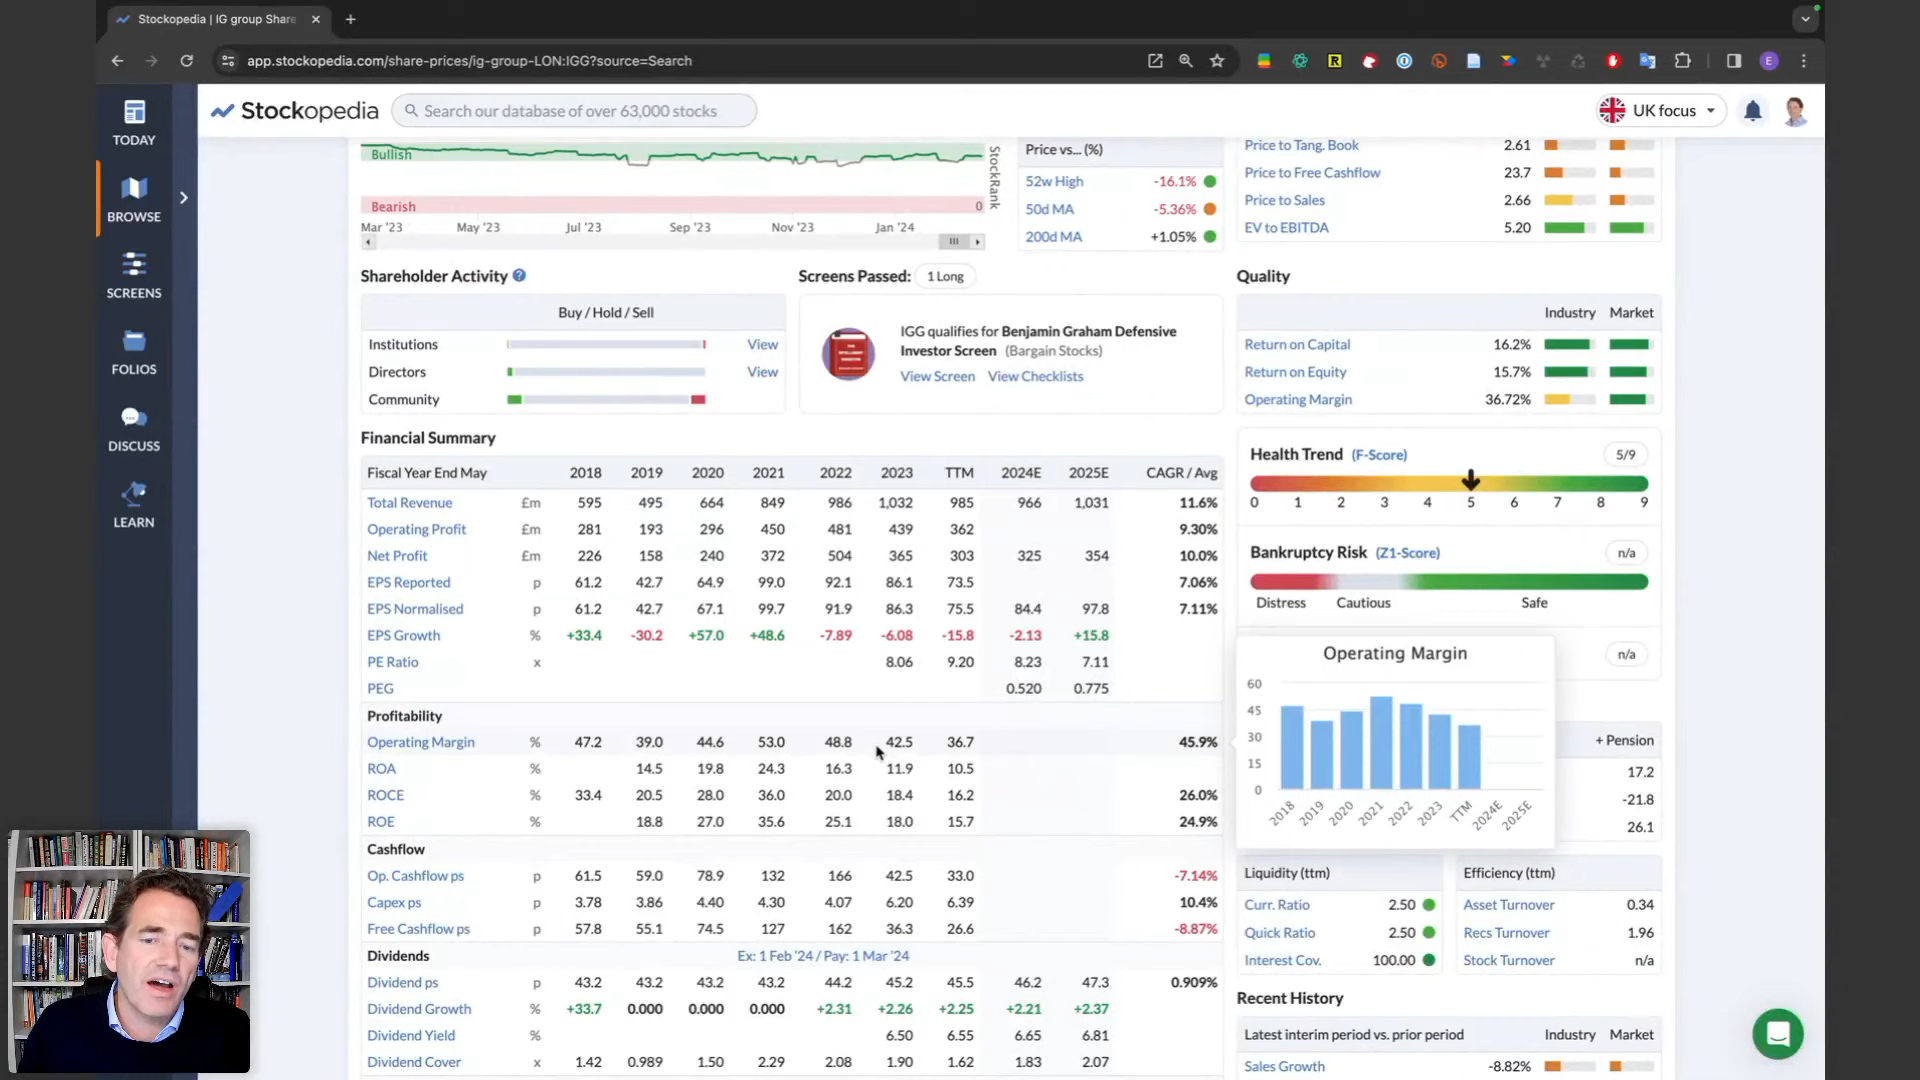 Stockopedia | IG group Share
app.stockopedia.com/share-prices/ig-group-LON:IGG?source=Search
TODAY
BROWSE
SCREENS
FOLIOS
DISCUSS
LEARN
Stockopedia
Search our database of over 63,000 stocks
UK focus
Bullish
Bearish
0
StockRank
Mar '23 May '23 Jul '23 Sep '23 Nov '23 Jan '24
Price vs... (%)
52w High -16.1%
50d MA -5.36%
200d MA +1.05%
Price to Tang. Book 2.61
Price to Free Cashflow 23.7
Price to Sales 2.66
EV to EBITDA 5.20
Shareholder Activity ?
Buy / Hold / Sell
Institutions View
Directors View
Community
Screens Passed: 1 Long
IGG qualifies for Benjamin Graham Defensive
Investor Screen (Bargain Stocks)
View Screen View Checklists
Quality
Industry Market
Return on Capital 16.2%
Return on Equity 15.7%
Operating Margin 36.72%
Financial Summary
Fiscal Year End May 2018 2019 2020 2021 2022 2023 TTM 2024E 2025E CAGR / Avg
Total Revenue £m 595 495 664 849 986 1,032 985 966 1,031 11.6%
Operating Profit £m 281 193 296 450 481 439 362 9.30%
Net Profit £m 226 158 240 372 504 365 303 325 354 10.0%
EPS Reported p 61.2 42.7 64.9 99.0 92.1 86.1 73.5 7.06%
EPS Normalised p 61.2 42.7 67.1 99.7 91.9 86.3 75.5 84.4 97.8 7.11%
EPS Growth % +33.4 -30.2 +57.0 +48.6 -7.89 -6.08 -15.8 -2.13 +15.8
PE Ratio x 8.06 9.20 8.23 7.11
PEG 0.520 0.775
Profitability
Operating Margin % 47.2 39.0 44.6 53.0 48.8 42.5 36.7 45.9%
ROA % 14.5 19.8 24.3 16.3 11.9 10.5
ROCE % 33.4 20.5 28.0 36.0 20.0 18.4 16.2 26.0%
ROE % 18.8 27.0 35.6 25.1 18.0 15.7 24.9%
Cashflow
Op. Cashflow ps p 61.5 59.0 78.9 132 166 42.5 33.0 -7.14%
Capex ps p 3.78 3.86 4.40 4.30 4.07 6.20 6.39 10.4%
Free Cashflow ps p 57.8 55.1 74.5 127 162 36.3 26.6 -8.87%
Dividends Ex: 1 Feb '24 / Pay: 1 Mar '24
Dividend ps p 43.2 43.2 43.2 43.2 44.2 45.2 45.5 46.2 47.3 0.909%
Dividend Growth % +33.7 0.000 0.000 0.000 +2.31 +2.26 +2.25 +2.21 +2.37
Dividend Yield % 6.50 6.55 6.65 6.81
Dividend Cover x 1.42 0.989 1.50 2.29 2.08 1.90 1.62 1.83 2.07
Health Trend (F-Score) 5/9
0 1 2 3 4 5 6 7 8 9
Bankruptcy Risk (Z1-Score) n/a
Distress Cautious Safe
n/a
Operating Margin
60
45
30
15
0
2018 2019 2020 2021 2022 2023 TTM 2024E 2025E
+ Pension
17.2
-21.8
26.1
Liquidity (ttm)
Curr. Ratio 2.50
Quick Ratio 2.50
Interest Cov. 100.00
Efficiency (ttm)
Asset Turnover 0.34
Recs Turnover 1.96
Stock Turnover n/a
Recent History
Latest interim period vs. prior period Industry Market
Sales Growth -8.82%